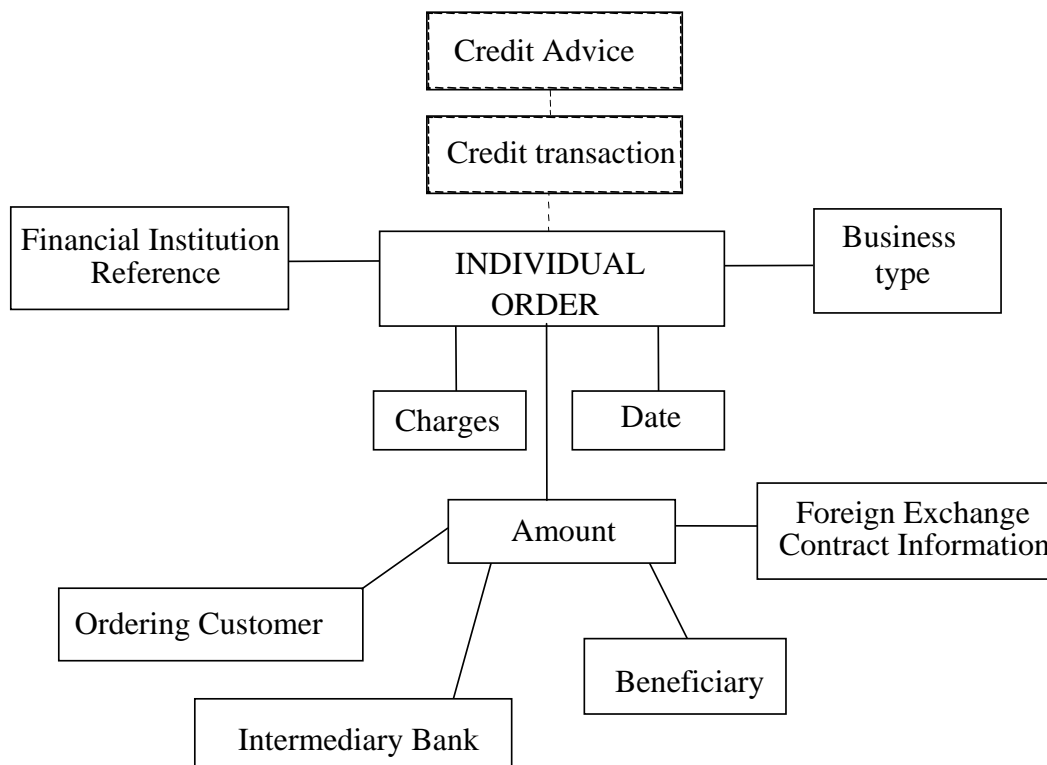 Credit Advice
Credit transaction
Financial Institution
Reference
INDIVIDUAL
ORDER
Business
type
Charges
Date
Amount
Foreign Exchange
Contract Information
Ordering Customer
Beneficiary
Intermediary Bank